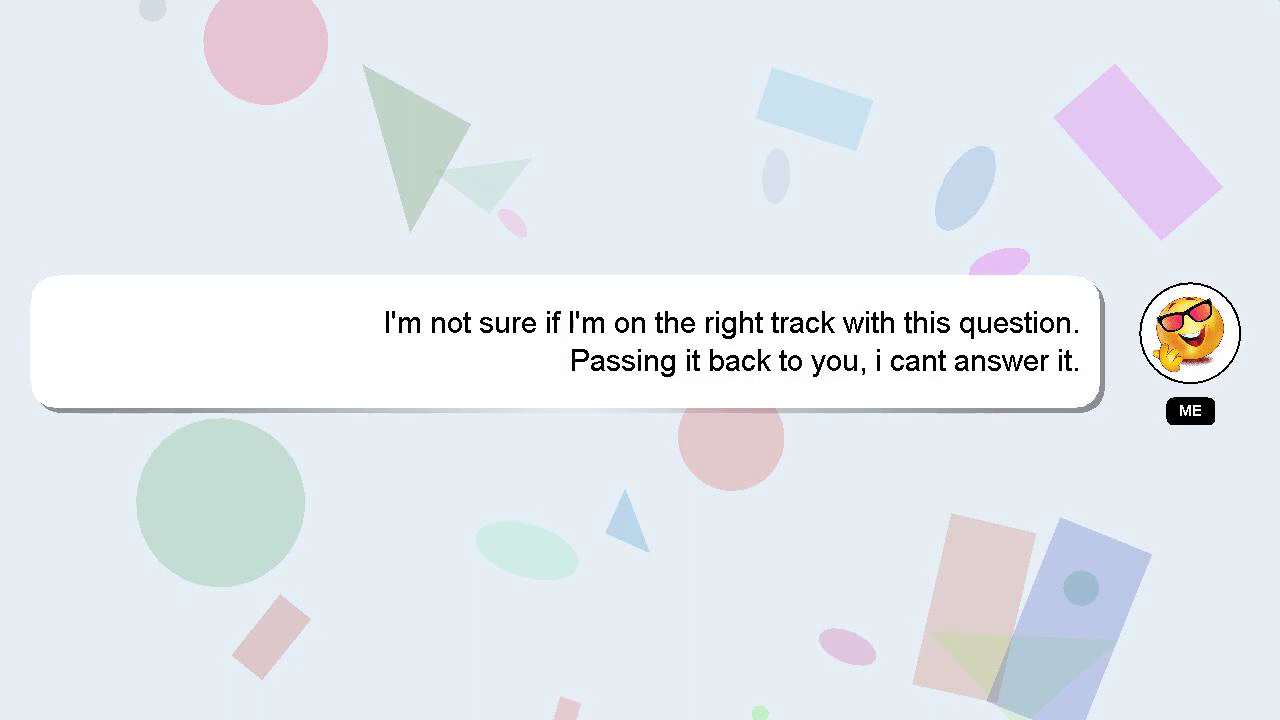 I'm not sure if I'm on the right track with this question.
Passing it back to you, i cant answer it.
ME